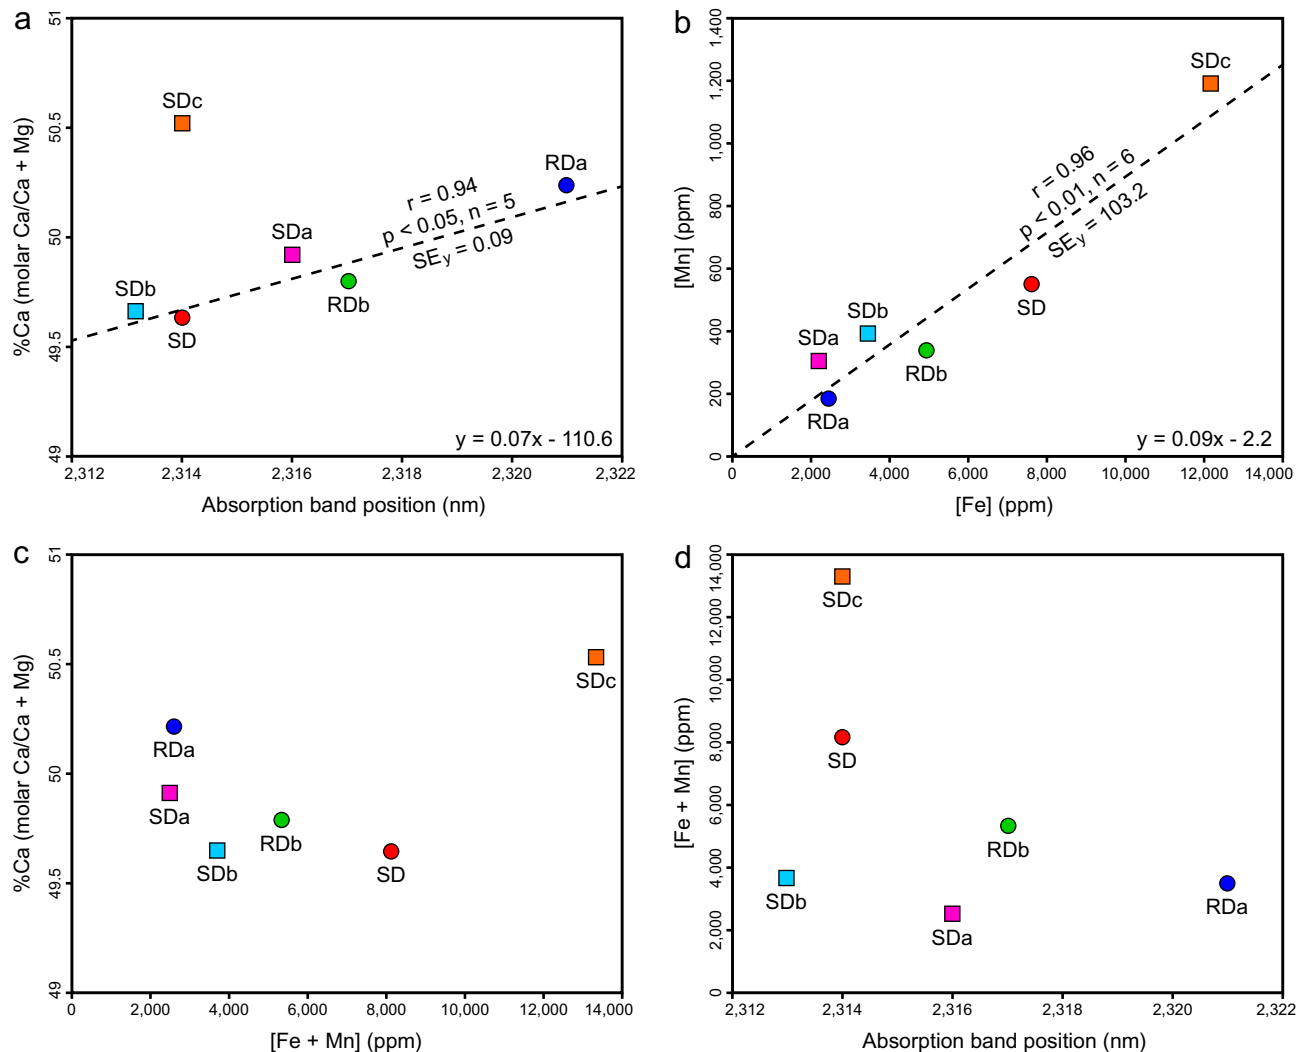 a
51
50.5
50
49.5
49
%Ca (molar Ca/Ca + Mg)
SDc
RDa
r = 0.94
p < 0.05, n = 5
SEy = 0.09
SDa
RDb
SDb
SD
y = 0.07x - 110.6
2,312
2,314
2,316
2,318
2,320
2,322
Absorption band position (nm)
b
1,400
1,200
1,000
800
600
400
200
0
[Mn] (ppm)
SDc
r = 0.96
p < 0.01, n = 6
SEy = 103.2
SD
SDb
SDa
RDb
RDa
y = 0.09x - 2.2
0
2,000
4,000
6,000
8,000
10,000
12,000
14,000
[Fe] (ppm)
c
51
50.5
50
49.5
49
%Ca (molar Ca/Ca + Mg)
SDc
RDa
SDa
RDb
SDb
SD
0
2,000
4,000
6,000
8,000
10,000
12,000
14,000
[Fe + Mn] (ppm)
d
14,000
12,000
10,000
8,000
6,000
4,000
2,000
0
[Fe + Mn] (ppm)
SDc
SD
RDb
SDb
RDa
SDa
2,312
2,314
2,316
2,318
2,320
2,322
Absorption band position (nm)